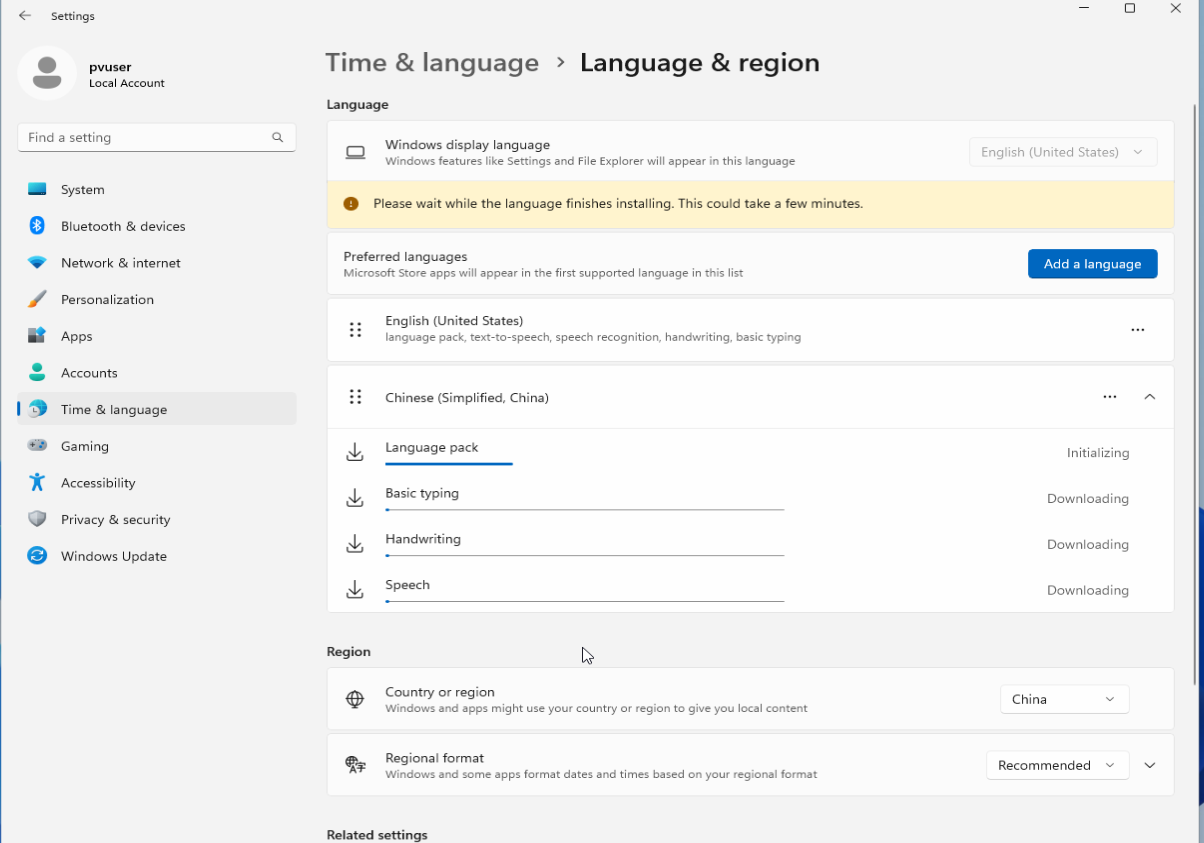 Settings
pvuser
Local Account
Find a setting
System
Bluetooth & devices
Network & internet
Personalization
Apps
Accounts
Time & language
Gaming
Accessibility
Privacy & security
Windows Update
Time & language > Language & region
Language
Windows display language
Windows features like Settings and File Explorer will appear in this language
English (United States)
Please wait while the language finishes installing. This could take a few minutes.
Preferred languages
Microsoft Store apps will appear in the first supported language in this list
Add a language
English (United States)
language pack, text-to-speech, speech recognition, handwriting, basic typing
Chinese (Simplified, China)
Language pack
Initializing
Basic typing
Downloading
Handwriting
Downloading
Speech
Downloading
Region
Country or region
Windows and apps might use your country or region to give you local content
China
Regional format
Windows and some apps format dates and times based on your regional format
Recommended
Related settings